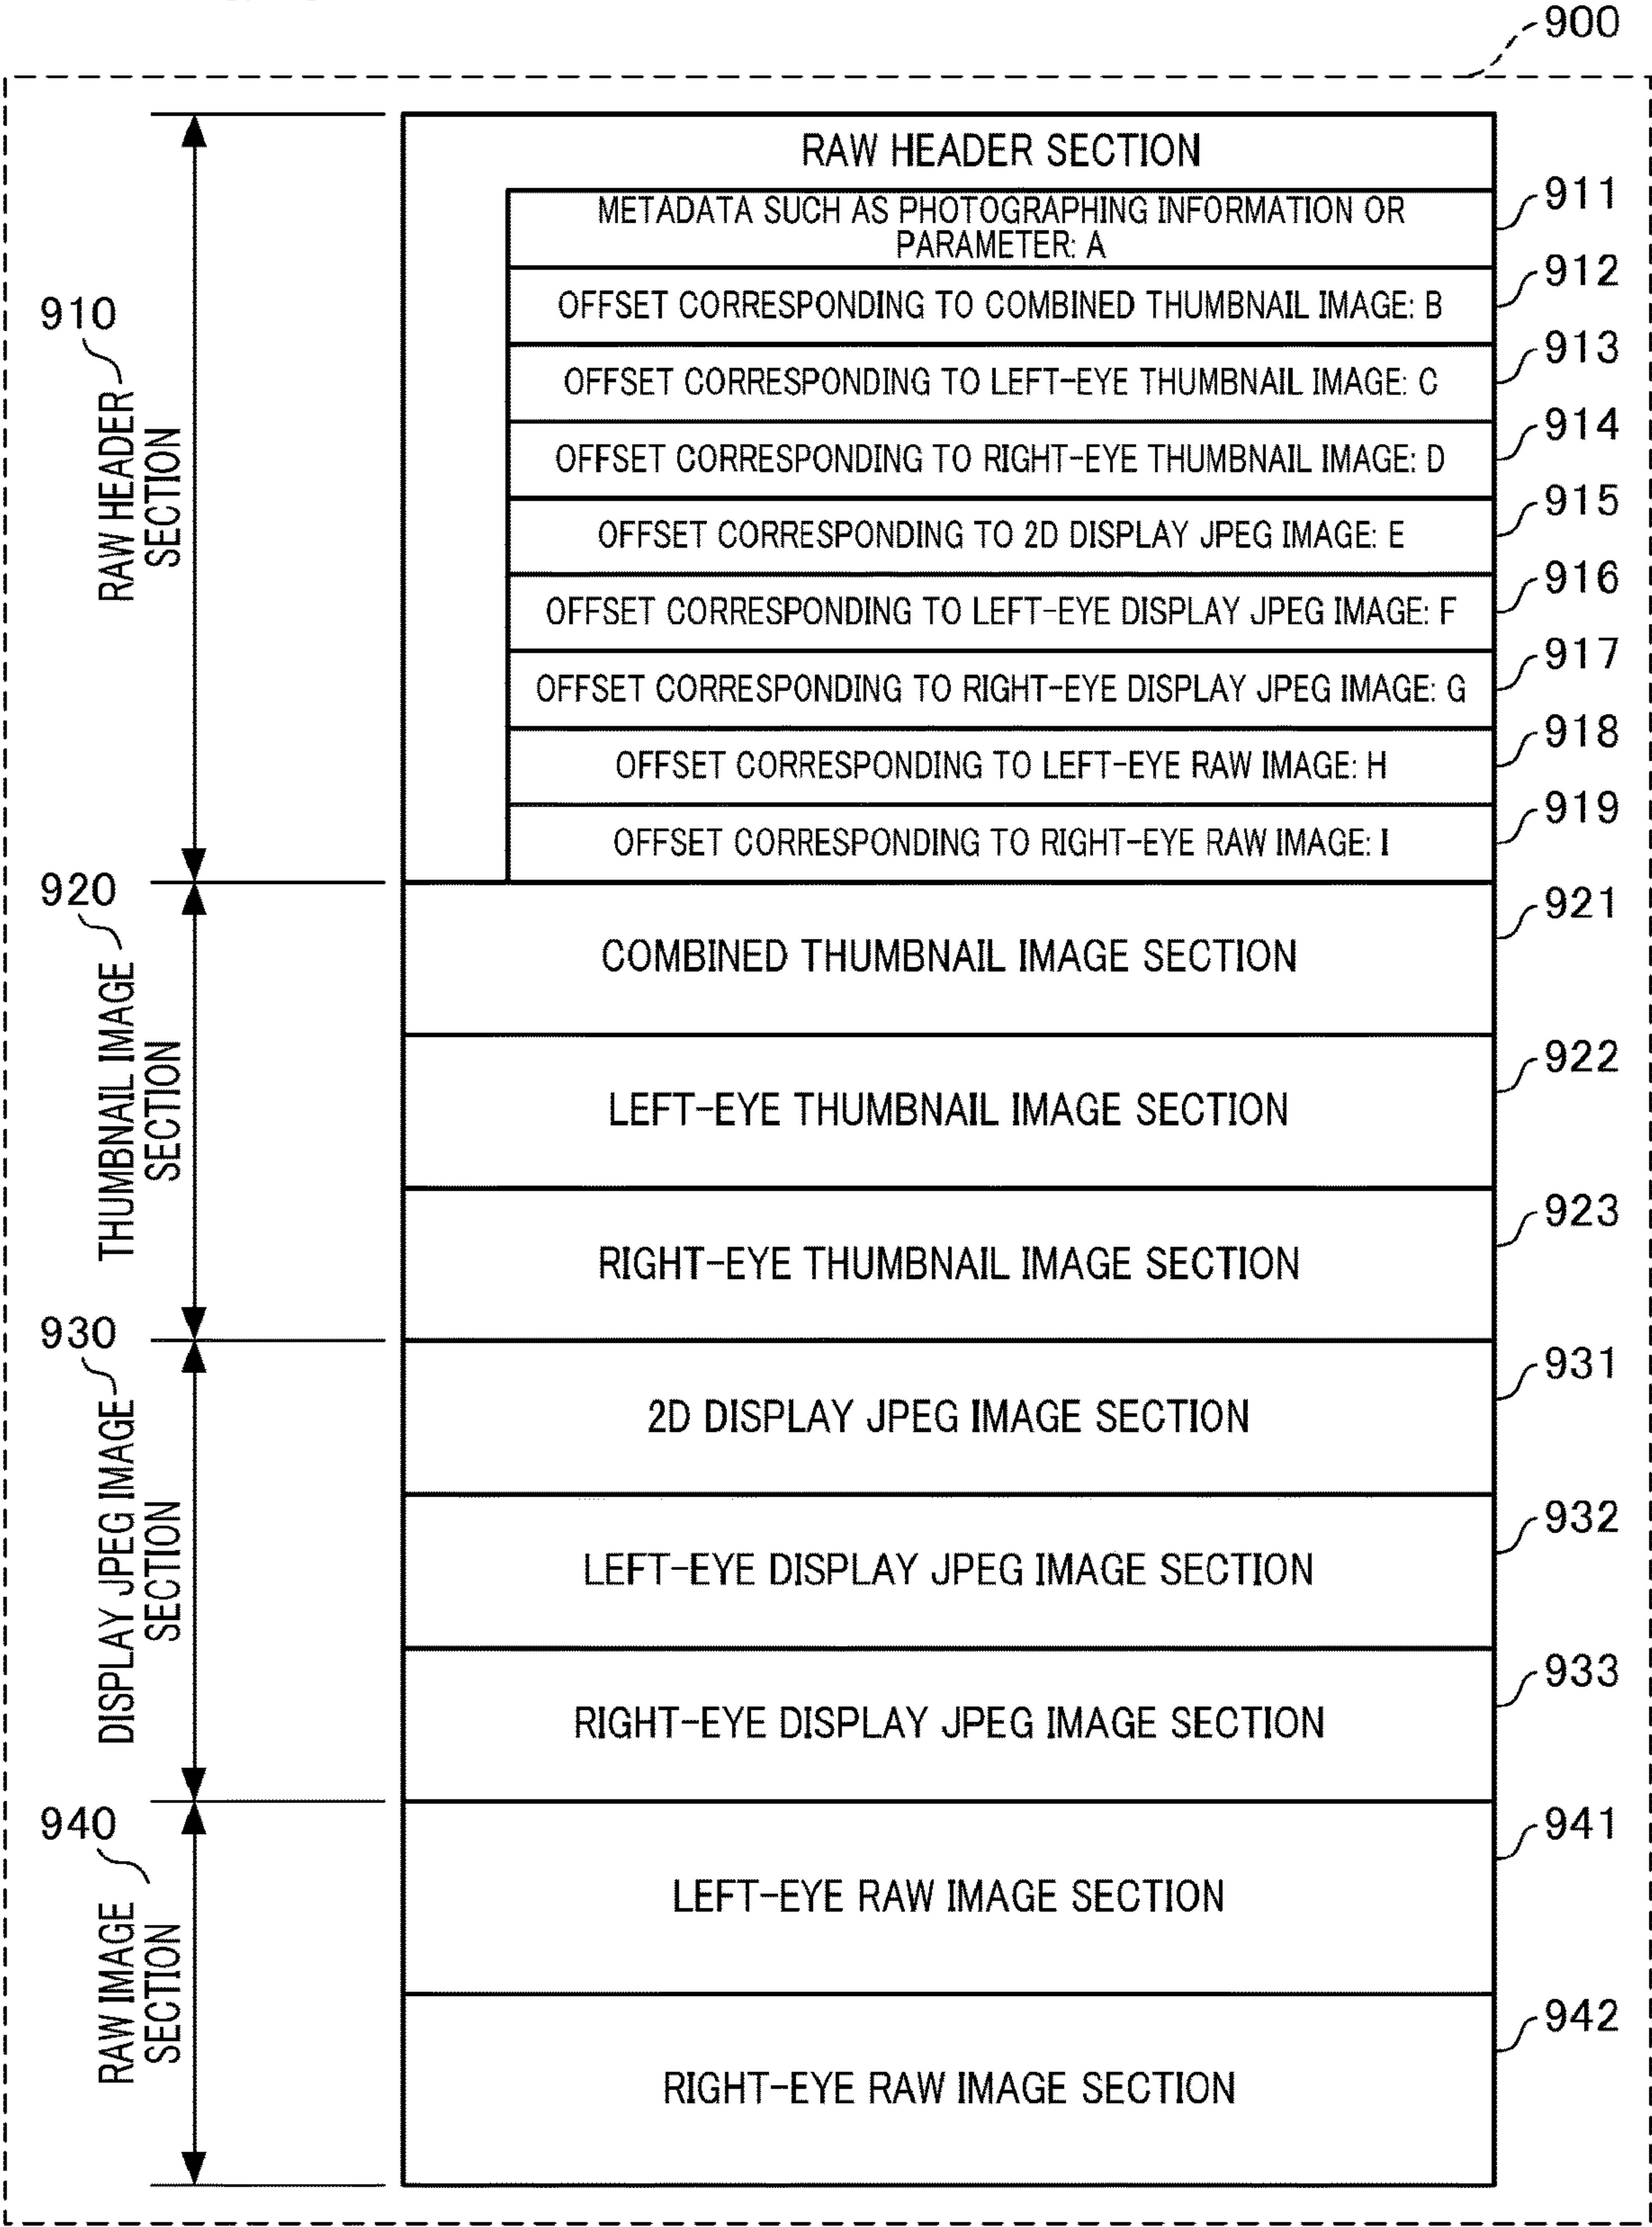 900
RAW HEADER SECTION
METADATA SUCH AS PHOTOGRAPHING INFORMATION OR
PARAMETER: A
911
OFFSET CORRESPONDING TO COMBINED THUMBNAIL IMAGE: B
912
OFFSET CORRESPONDING TO LEFT-EYE THUMBNAIL IMAGE: C
913
OFFSET CORRESPONDING TO RIGHT-EYE THUMBNAIL IMAGE: D
914
OFFSET CORRESPONDING TO 2D DISPLAY JPEG IMAGE: E
915
OFFSET CORRESPONDING TO LEFT-EYE DISPLAY JPEG IMAGE: F
916
OFFSET CORRESPONDING TO RIGHT-EYE DISPLAY JPEG IMAGE: G
917
OFFSET CORRESPONDING TO LEFT-EYE RAW IMAGE: H
918
OFFSET CORRESPONDING TO RIGHT-EYE RAW IMAGE: I
919
910
RAW HEADER
SECTION
920
THUMBNAIL IMAGE
SECTION
COMBINED THUMBNAIL IMAGE SECTION
921
LEFT-EYE THUMBNAIL IMAGE SECTION
922
RIGHT-EYE THUMBNAIL IMAGE SECTION
923
930
DISPLAY JPEG IMAGE
SECTION
2D DISPLAY JPEG IMAGE SECTION
931
LEFT-EYE DISPLAY JPEG IMAGE SECTION
932
RIGHT-EYE DISPLAY JPEG IMAGE SECTION
933
940
RAW IMAGE
SECTION
LEFT-EYE RAW IMAGE SECTION
941
RIGHT-EYE RAW IMAGE SECTION
942